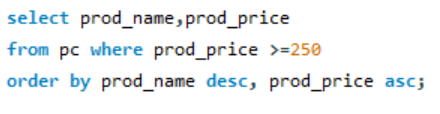 select prod_name,prod_price
from pc where prod_price >=250
order by prod_name desc, prod_price asc;